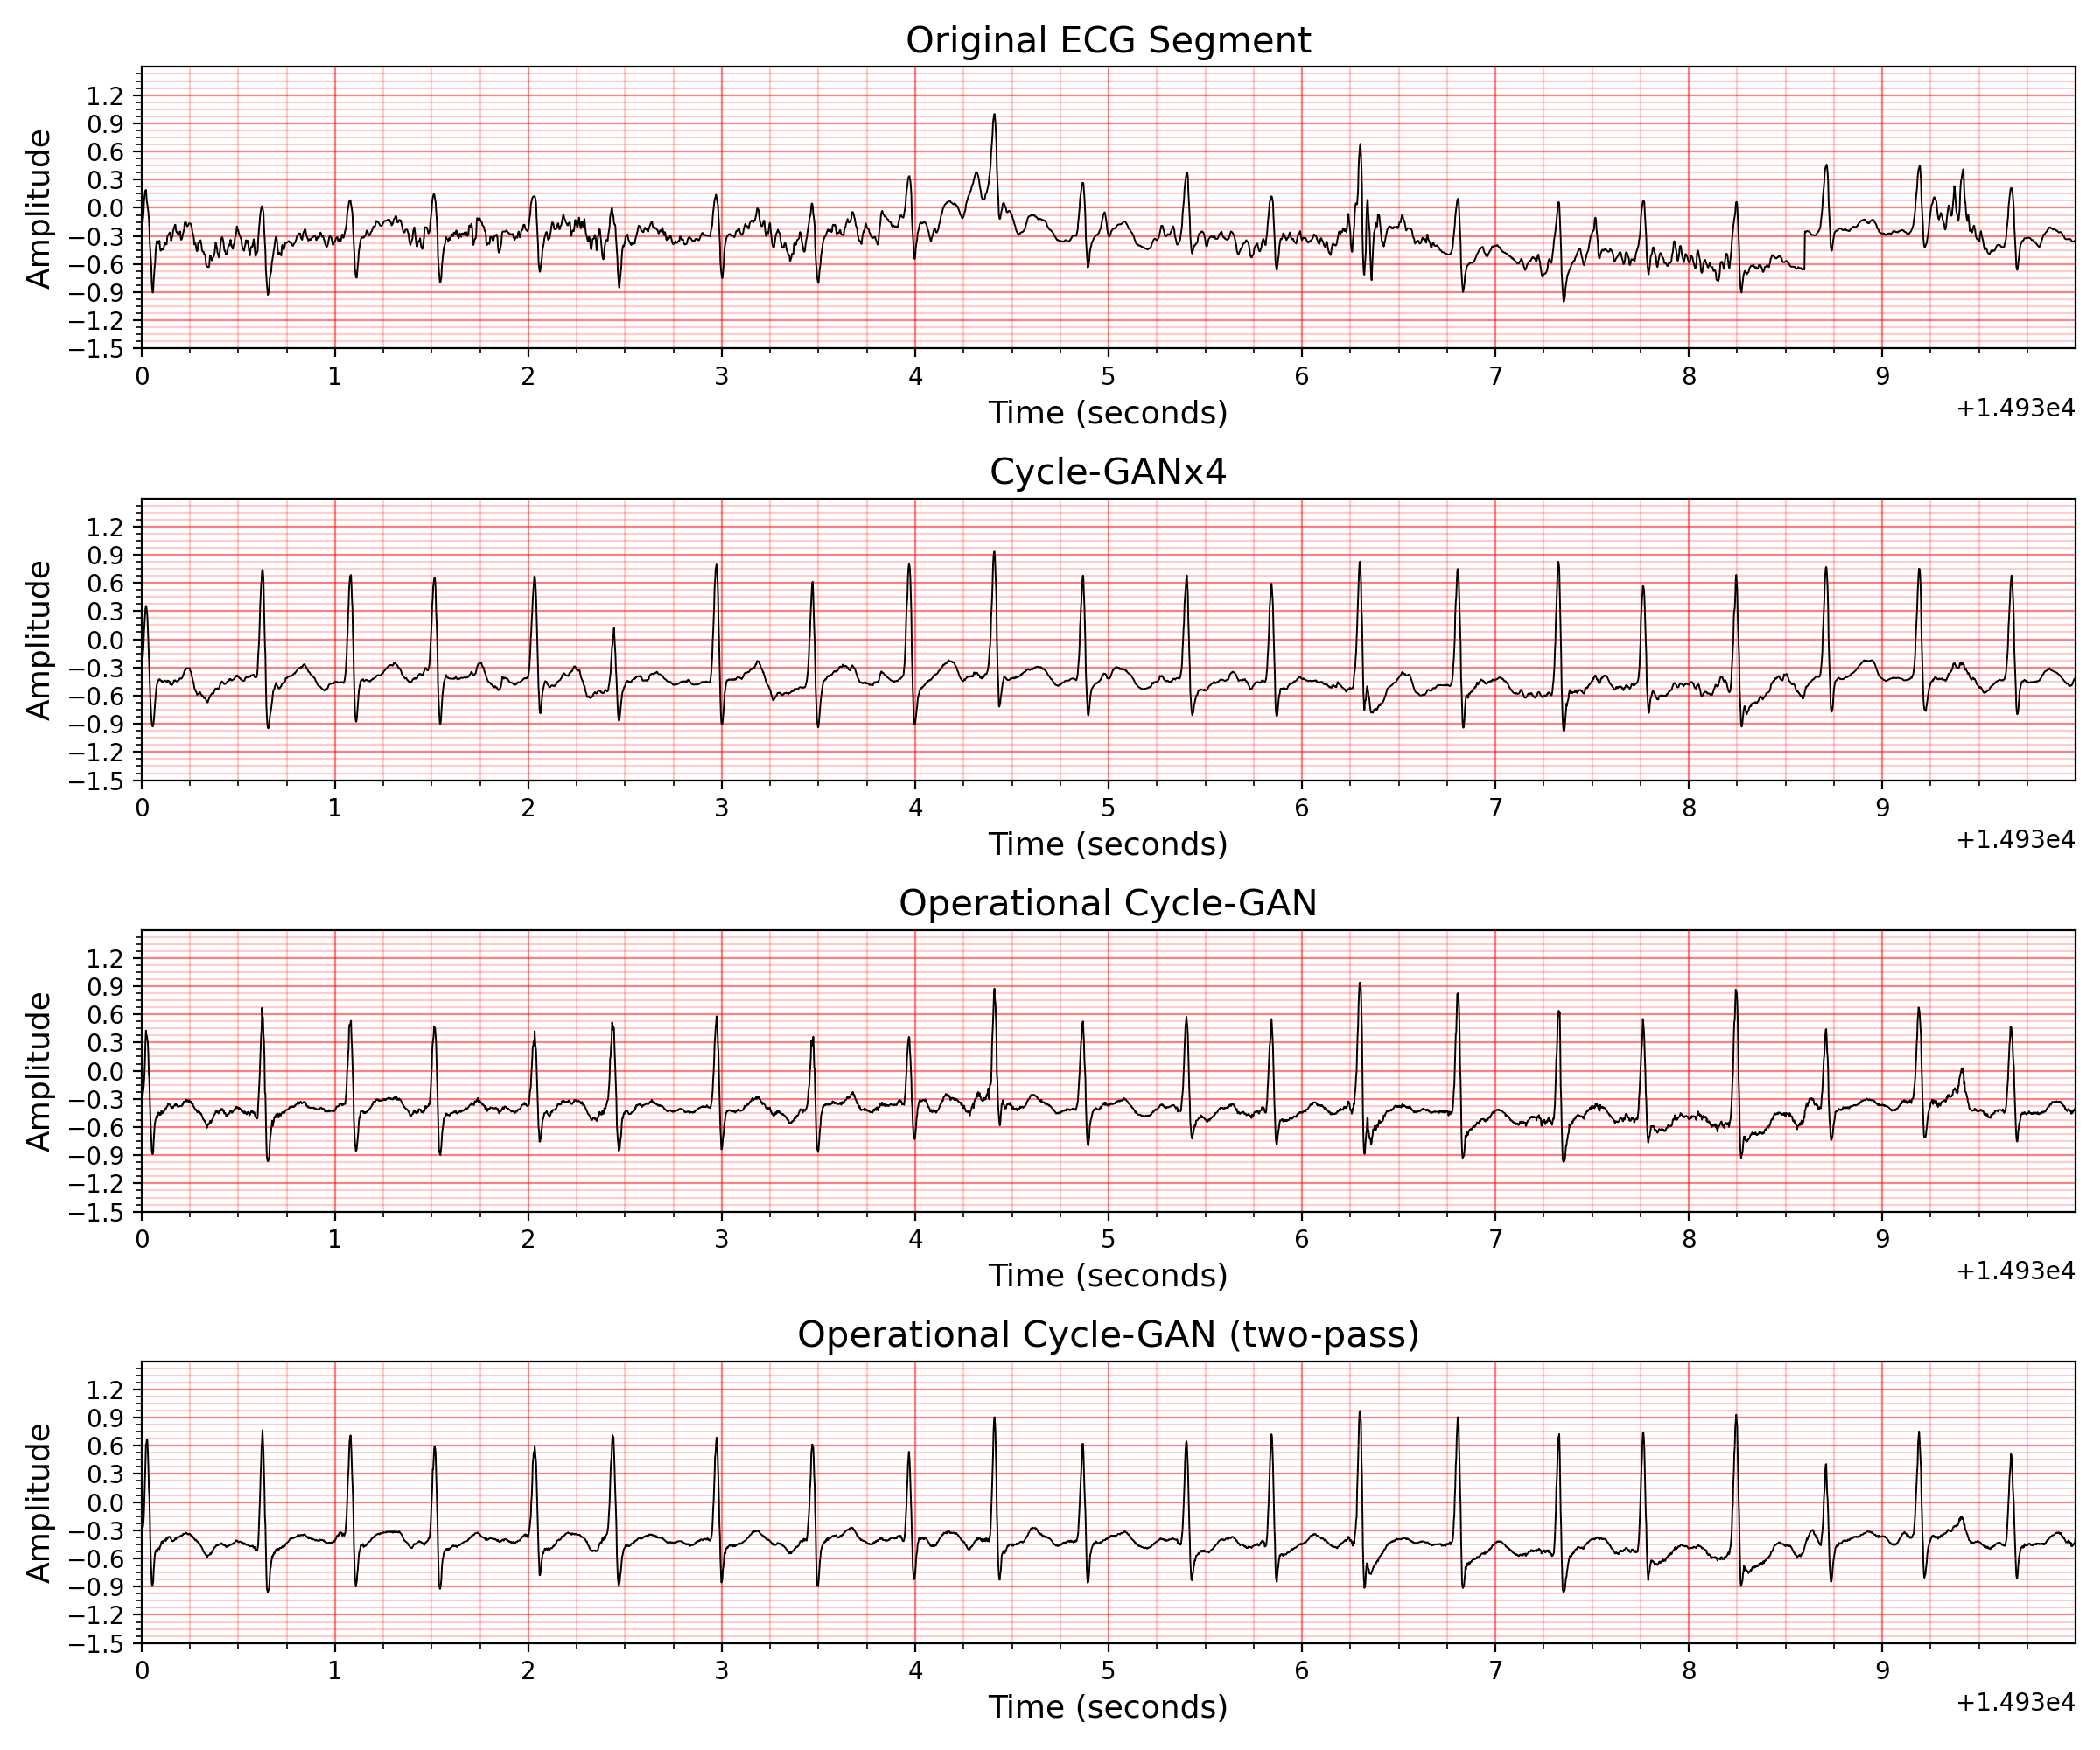 Original ECG Segment
Amplitude
1.2
0.9
0.6
0.3
0.0
−0.3
−0.6
−0.9
−1.2
−1.5
0 1 2 3 4 5 6 7 8 9
Time (seconds)
+1.493e4
Cycle-GANx4
Amplitude
1.2
0.9
0.6
0.3
0.0
−0.3
−0.6
−0.9
−1.2
−1.5
0 1 2 3 4 5 6 7 8 9
Time (seconds)
+1.493e4
Operational Cycle-GAN
Amplitude
1.2
0.9
0.6
0.3
0.0
−0.3
−0.6
−0.9
−1.2
−1.5
0 1 2 3 4 5 6 7 8 9
Time (seconds)
+1.493e4
Operational Cycle-GAN (two-pass)
Amplitude
1.2
0.9
0.6
0.3
0.0
−0.3
−0.6
−0.9
−1.2
−1.5
0 1 2 3 4 5 6 7 8 9
Time (seconds)
+1.493e4